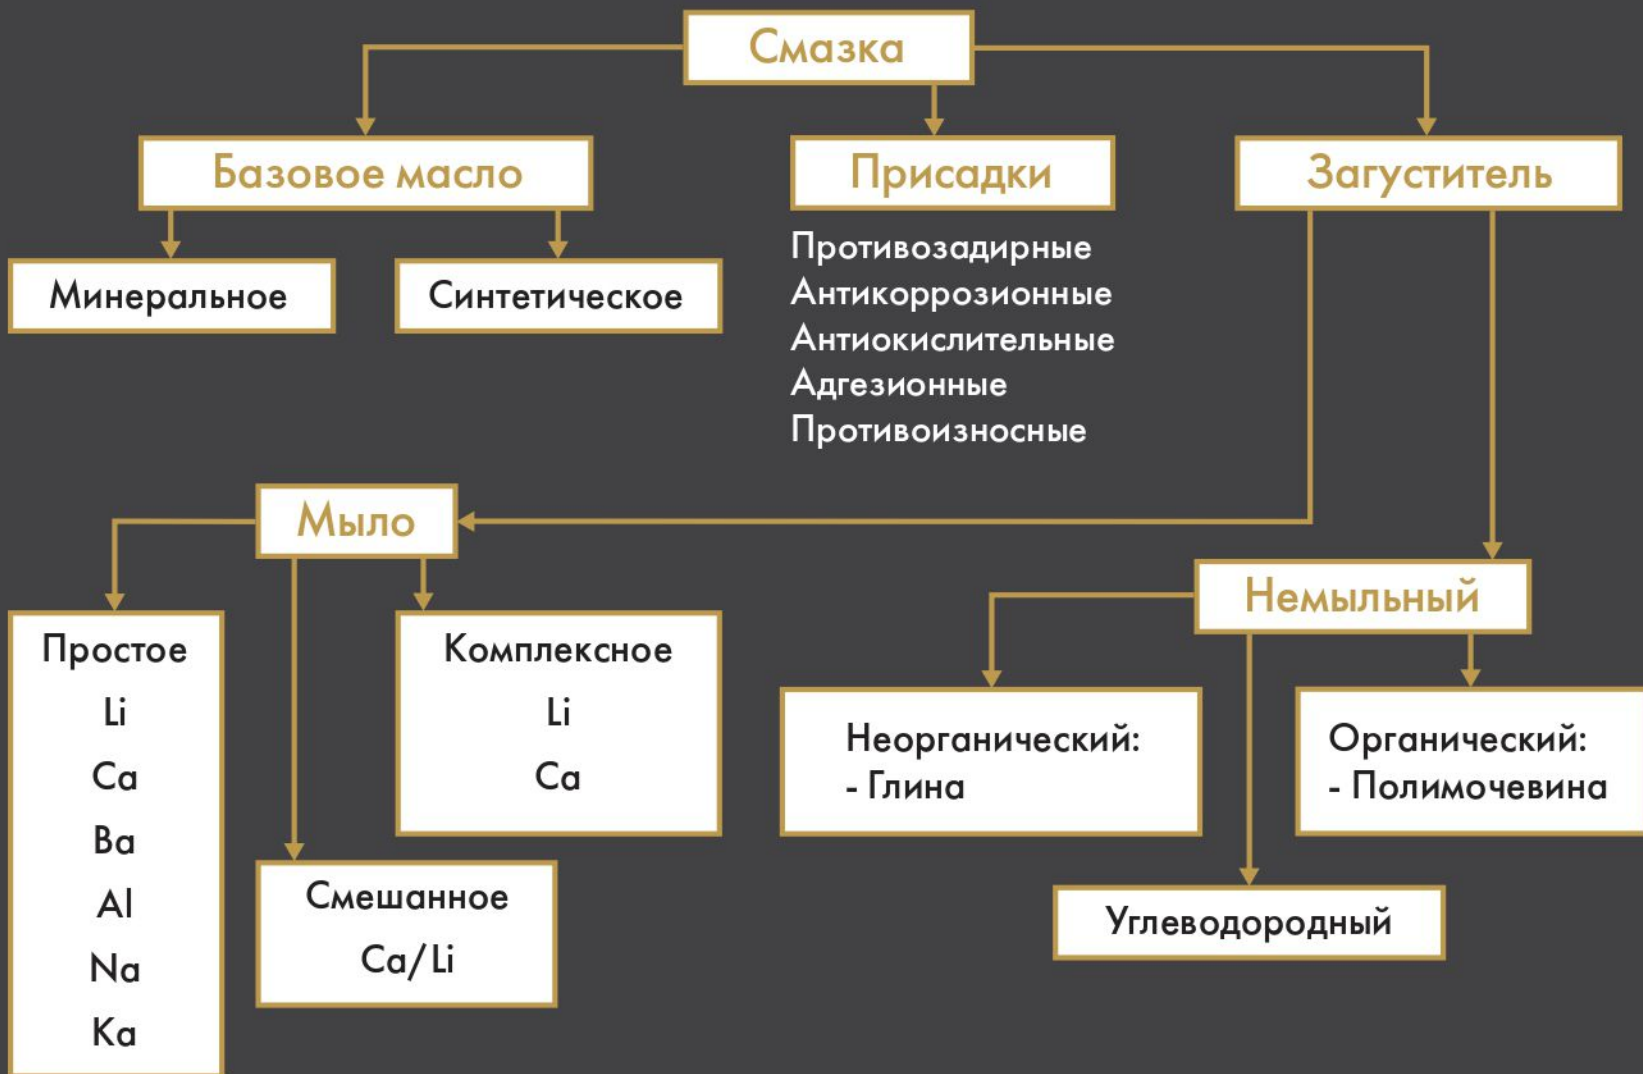 Смазка
Базовое масло
Присадки
Загуститель
Минеральное
Синтетическое
Противозадирные
Антикоррозионные
Антиокислительные
Адгезионные
Противоизносные
Мыло
Немыльный
Простое
Li
Ca
Ba
Al
Na
Ka
Комплексное
Li
Ca
Смешанное
Ca/Li
Неорганический:
- Глина
Органический:
- Полимочевина
Углеводородный